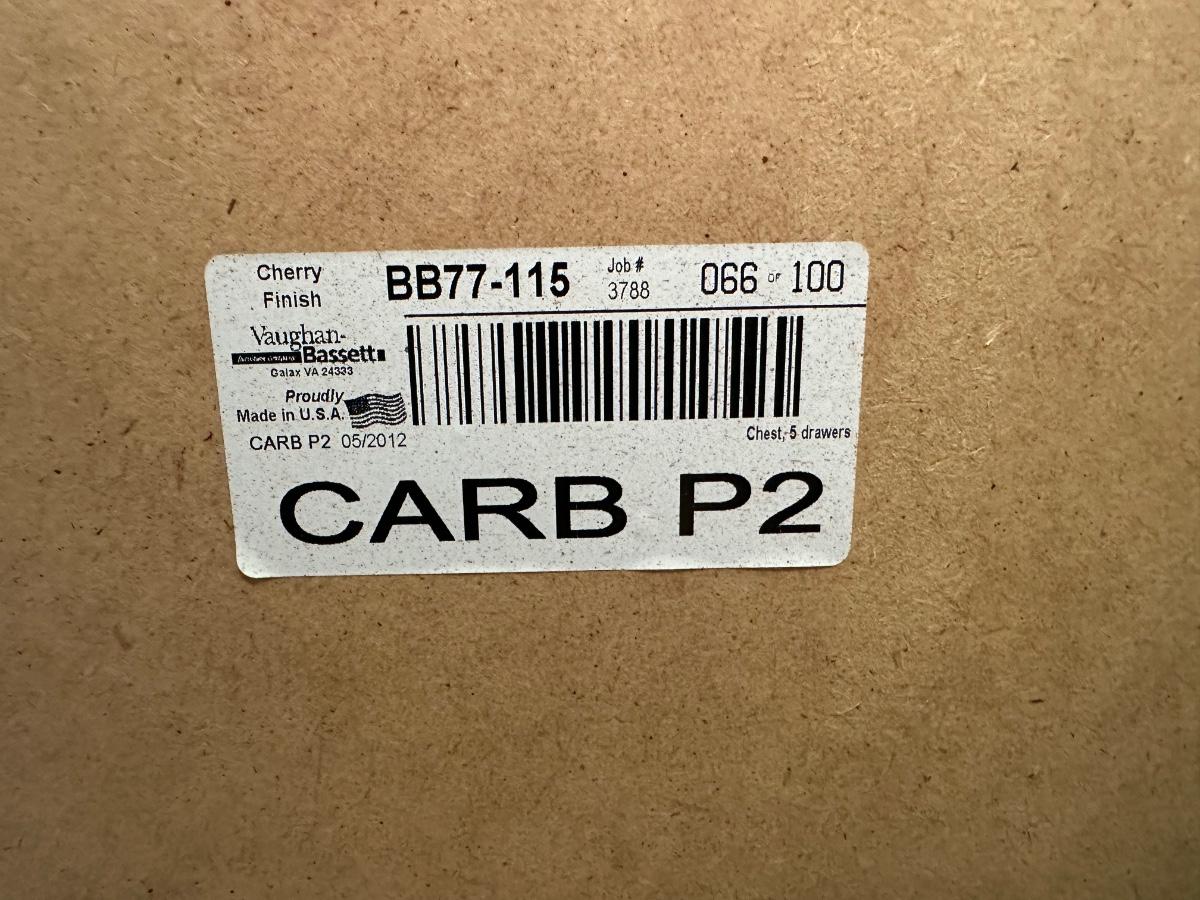 Cherry
Finish
BB77-115
Job #
3788
066 OF 100
Vaughan-
Bassett
Galax VA 24333
Proudly
Made in U.S.A.
CARB P2 05/2012
Chest, 5 drawers
CARB P2